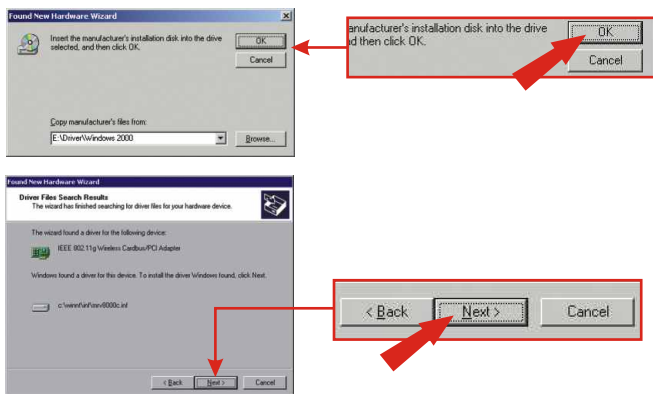 Found New Hardware Wizard
Insert the manufacturer's installation disk into the drive
selected, and then click OK.
OK
Cancel
Copy manufacturer's files from:
E:\Driver\Windows 2000
Browse...
anufacturer's installation disk into the drive
d then click OK.
OK
Cancel
Found New Hardware Wizard
Driver Files Search Results
The wizard has finished searching for driver files for your hardware device.
The wizard found a driver for the following device:
IEEE 802.11g Wireless Cardbus/PCI Adapter
Windows found a driver for this device. To install the driver Windows found, click Next.
c:\winnt\inf\mrv8000c.inf
< Back
Next >
Cancel
< Back
Next >
Cancel